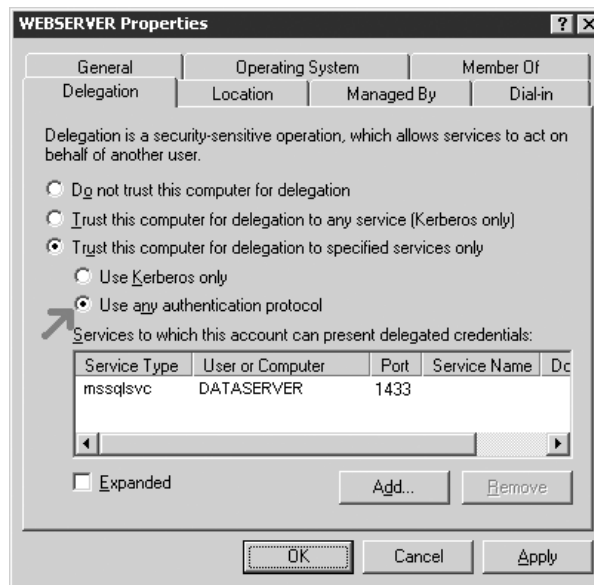 WEBSERVER Properties
General Operating System Member Of
Delegation Location Managed By Dial-in
Delegation is a security-sensitive operation, which allows services to act on
behalf of another user.
Do not trust this computer for delegation
Trust this computer for delegation to any service (Kerberos only)
Trust this computer for delegation to specified services only
Use Kerberos only
Use any authentication protocol
Services to which this account can present delegated credentials:
Service Type User or Computer Port Service Name Dc
mssqlsvc DATASERVER 1433
Expanded Add... Remove
OK Cancel Apply